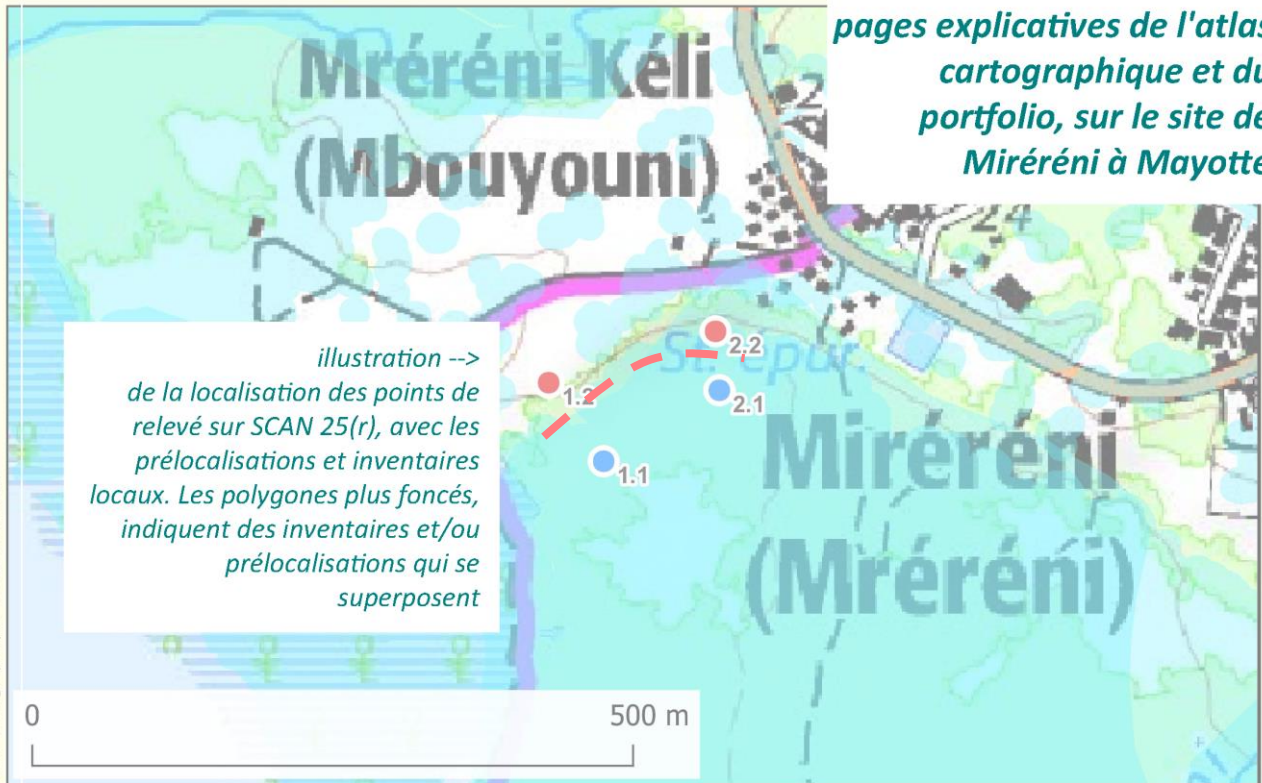 pages explicatives de l'atlas
cartographique et du
portfolio, sur le site de
Miréréni à Mayotte
Mréréni Kéli
(Mbouyouni)
2
24
St. épur.
2.2
1.2
2.1
1.1
Miréréni
(Mréréni)
illustration -->
de la localisation des points de
relevé sur SCAN 25(r), avec les
prélocalisations et inventaires
locaux. Les polygones plus foncés,
indiquent des inventaires et/ou
prélocalisations qui se
superposent
0
500 m